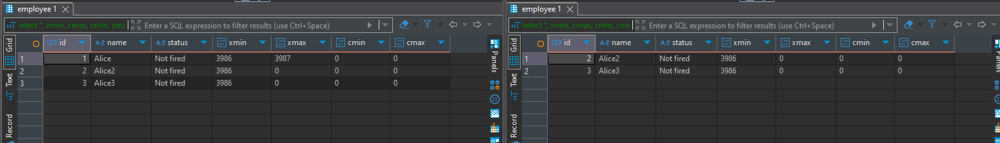 employee 1
select *, xmin, xmax, cmin, cma
Enter a SQL expression to filter results (use Ctrl+Space)
Grid
Text
Record
123 id A-Z name A-Z status xmin xmax cmin cmax
1 1 Alice Not fired 3986 3987 0 0
2 2 Alice2 Not fired 3986 0 0 0
3 3 Alice3 Not fired 3986 0 0 0
Panels
employee 1
select *, xmin, xmax, cmin, cma
Enter a SQL expression to filter results (use Ctrl+Space)
Grid
Text
Record
123 id A-Z name A-Z status xmin xmax cmin cmax
1 2 Alice2 Not fired 3986 0 0 0
2 3 Alice3 Not fired 3986 0 0 0
Panels